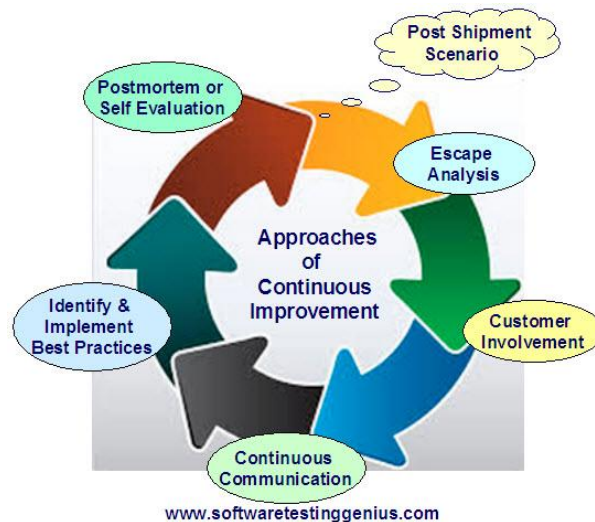 Post Shipment
Scenario
Postmortem or
Self Evaluation
Escape
Analysis
Approaches
of
Continuous
Improvement
Identify &
Implement
Best Practices
Customer
Involvement
Continuous
Communication
www.softwaretestinggenius.com